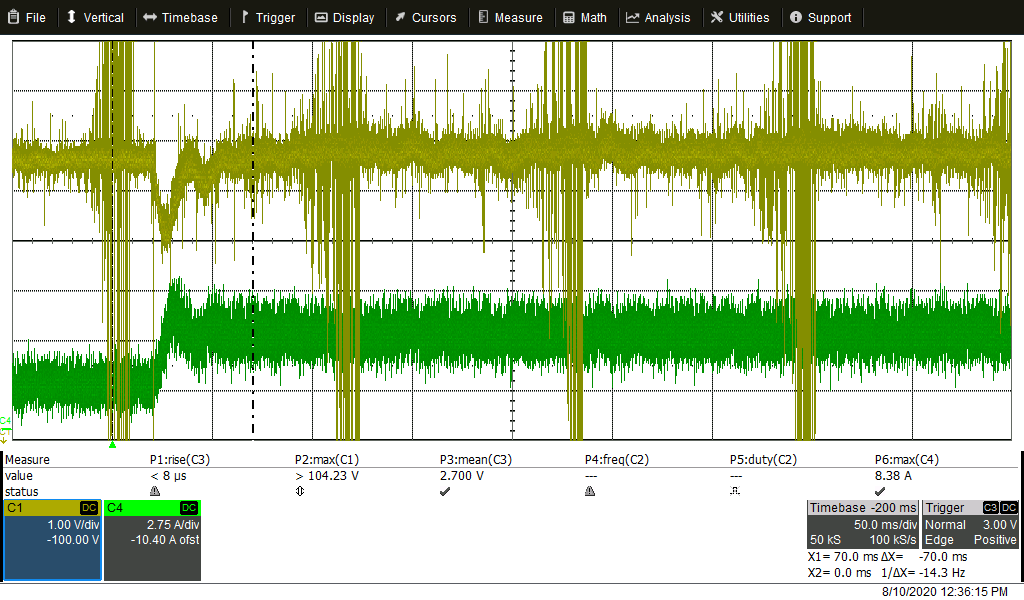 File Vertical Timebase Trigger Display Cursors Measure Math Analysis Utilities Support
C4
C1
Measure P1:rise(C3) P2:max(C1) P3:mean(C3) P4:freq(C2) P5:duty(C2) P6:max(C4)
value < 8 µs > 104.23 V 2.700 V --- --- 8.38 A
status
C1 DC C4 DC Timebase -200 ms Trigger C3 DC
1.00 V/div 2.75 A/div 50.0 ms/div Normal 3.00 V
-100.00 V -10.40 A ofst 50 kS 100 kS/s Edge Positive
X1= 70.0 ms ΔX= -70.0 ms
X2= 0.0 ms 1/ΔX= -14.3 Hz
8/10/2020 12:36:15 PM